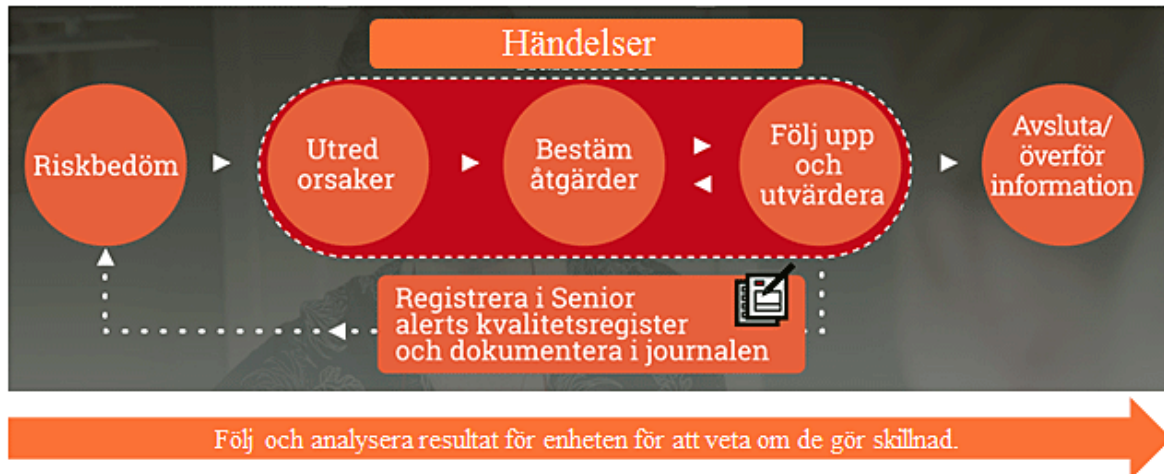 Händelser
Riskbedöm
Utred
orsaker
Bestäm
åtgärder
Följ upp
och
utvärdera
Avsluta/
överför
information
Registrera i Senior
alerts kvalitetsregister
och dokumentera i journalen
Följ och analysera resultat för enheten för att veta om de gör skillnad.